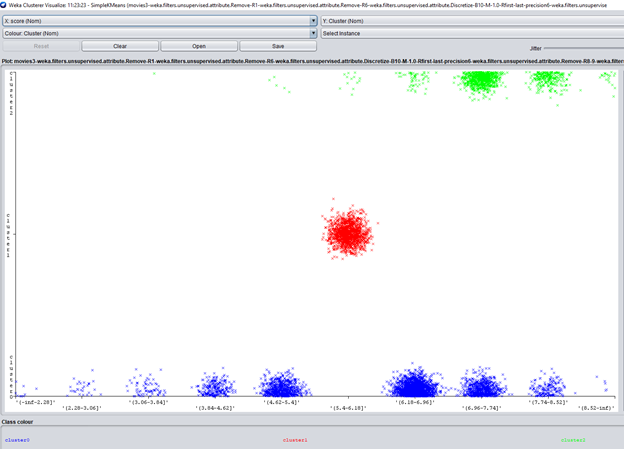 Weka Clusterer Visualize: 11:23:23 - SimpleKMeans (movies3-weka.filters.unsupervised.attribute.Remove-R1-weka.filters.unsupervised.attribute.Remove-R6-weka.filters.unsupervised.attribute.Discretize-B10-M-1.0-Rfirst-last-precision6-weka.filters.unsupervise
X: score (Nom)
Y: Cluster (Nom)
Colour: Cluster (Nom)
Select Instance
Reset
Clear
Open
Save
Jitter
Plot: movies3-weka.filters.unsupervised.attribute.Remove-R1-weka.filters.unsupervised.attribute.Remove-R6-weka.filters.unsupervised.attribute.Discretize-B10-M-1.0-Rfirst-last-precision6-weka.filters.unsupervised.attribute.Remove-R8-9-weka.filters
cluster2
cluster1
cluster0
'(-inf-2.28]'
'(3.06-3.84]'
'(4.62-5.4]'
'(6.18-6.96]'
'(7.74-8.52]'
'(2.28-3.06]'
'(3.84-4.62]'
'(5.4-6.18]'
'(6.96-7.74]'
'(8.52-inf)'
Class colour
cluster0
cluster1
cluster2